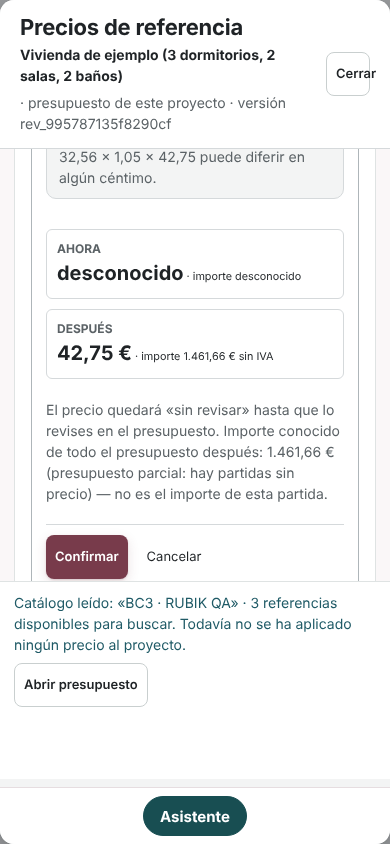 Precios de referencia
Vivienda de ejemplo (3 dormitorios, 2
salas, 2 baños)
· presupuesto de este proyecto · versión
rev_995787135f8290cf
Cerrar
32,56 × 1,05 × 42,75 puede diferir en
algún céntimo.
AHORA
desconocido · importe desconocido
DESPUÉS
42,75 € · importe 1.461,66 € sin IVA
El precio quedará «sin revisar» hasta que lo
revises en el presupuesto. Importe conocido
de todo el presupuesto después: 1.461,66 €
(presupuesto parcial: hay partidas sin
precio) — no es el importe de esta partida.
Confirmar
Cancelar
Catálogo leído: «BC3 · RUBIK QA» · 3 referencias
disponibles para buscar. Todavía no se ha aplicado
ningún precio al proyecto.
Abrir presupuesto
Asistente